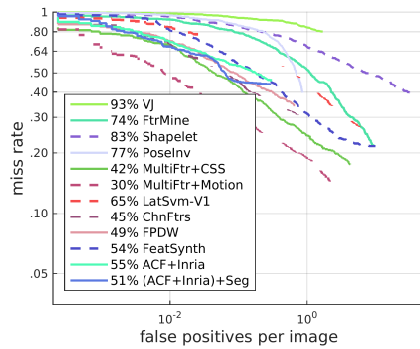 1
.80
.64
.50
.40
.30
.20
.10
.05
miss rate
93% VJ
74% FtrMine
83% Shapelet
77% PoseInv
42% MultiFtr+CSS
30% MultiFtr+Motion
65% LatSvm-V1
45% ChnFtrs
49% FPDW
54% FeatSynth
55% ACF+Inria
51% (ACF+Inria)+Seg
10^-2
10^0
false positives per image